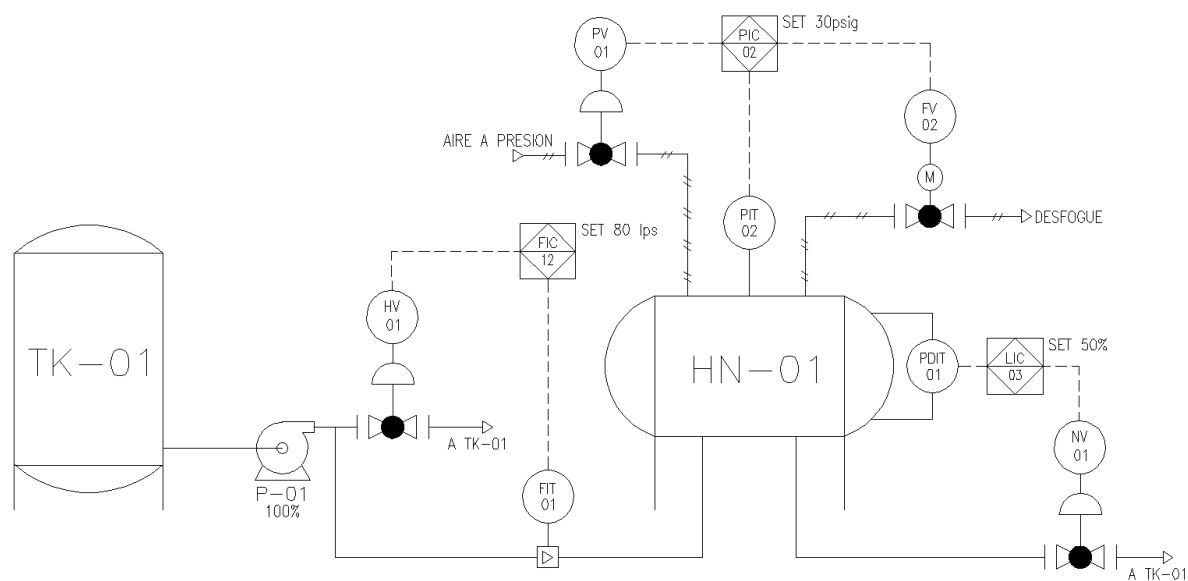 PV
01
PIC
02
SET 30psig
FV
02
AIRE A PRESION
M
PIT
02
DESFOGUE
FIC
12
SET 80 lps
HV
01
TK-01
HN-01
PDIT
01
LIC
03
SET 50%
A TK-01
NV
01
P-01
100%
FIT
01
A TK-01